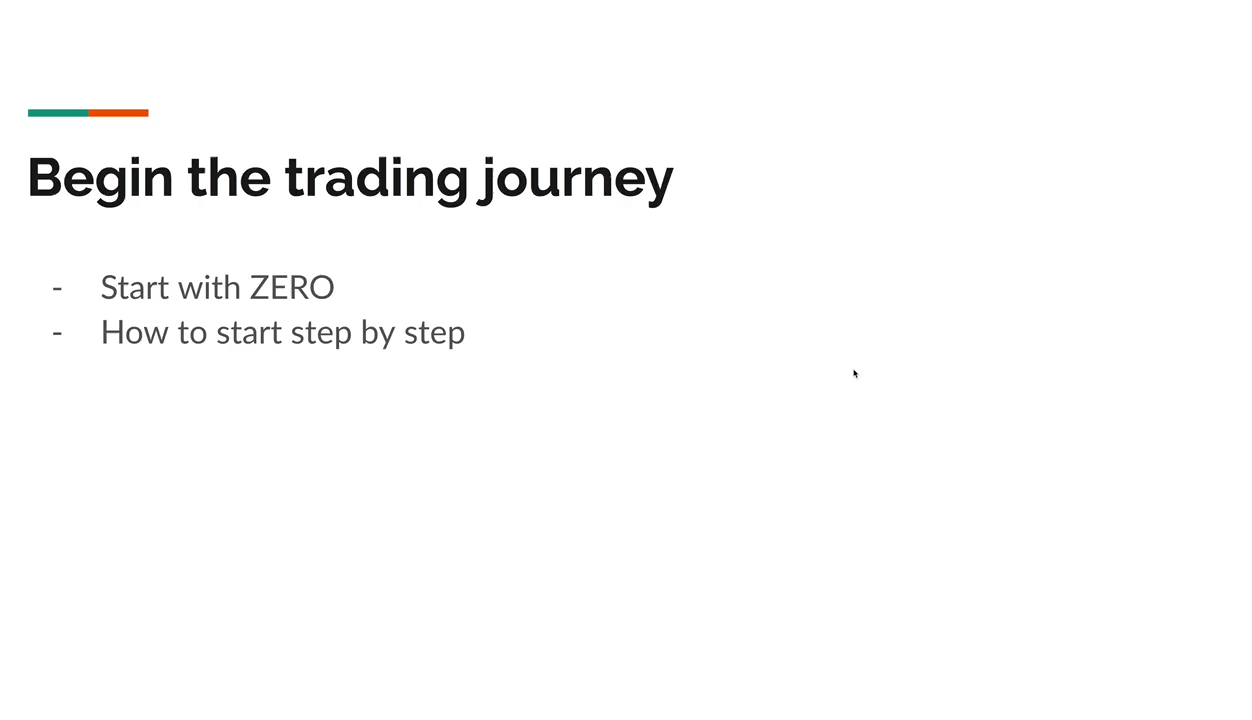 Begin the trading journey
- Start with ZERO
- How to start step by step